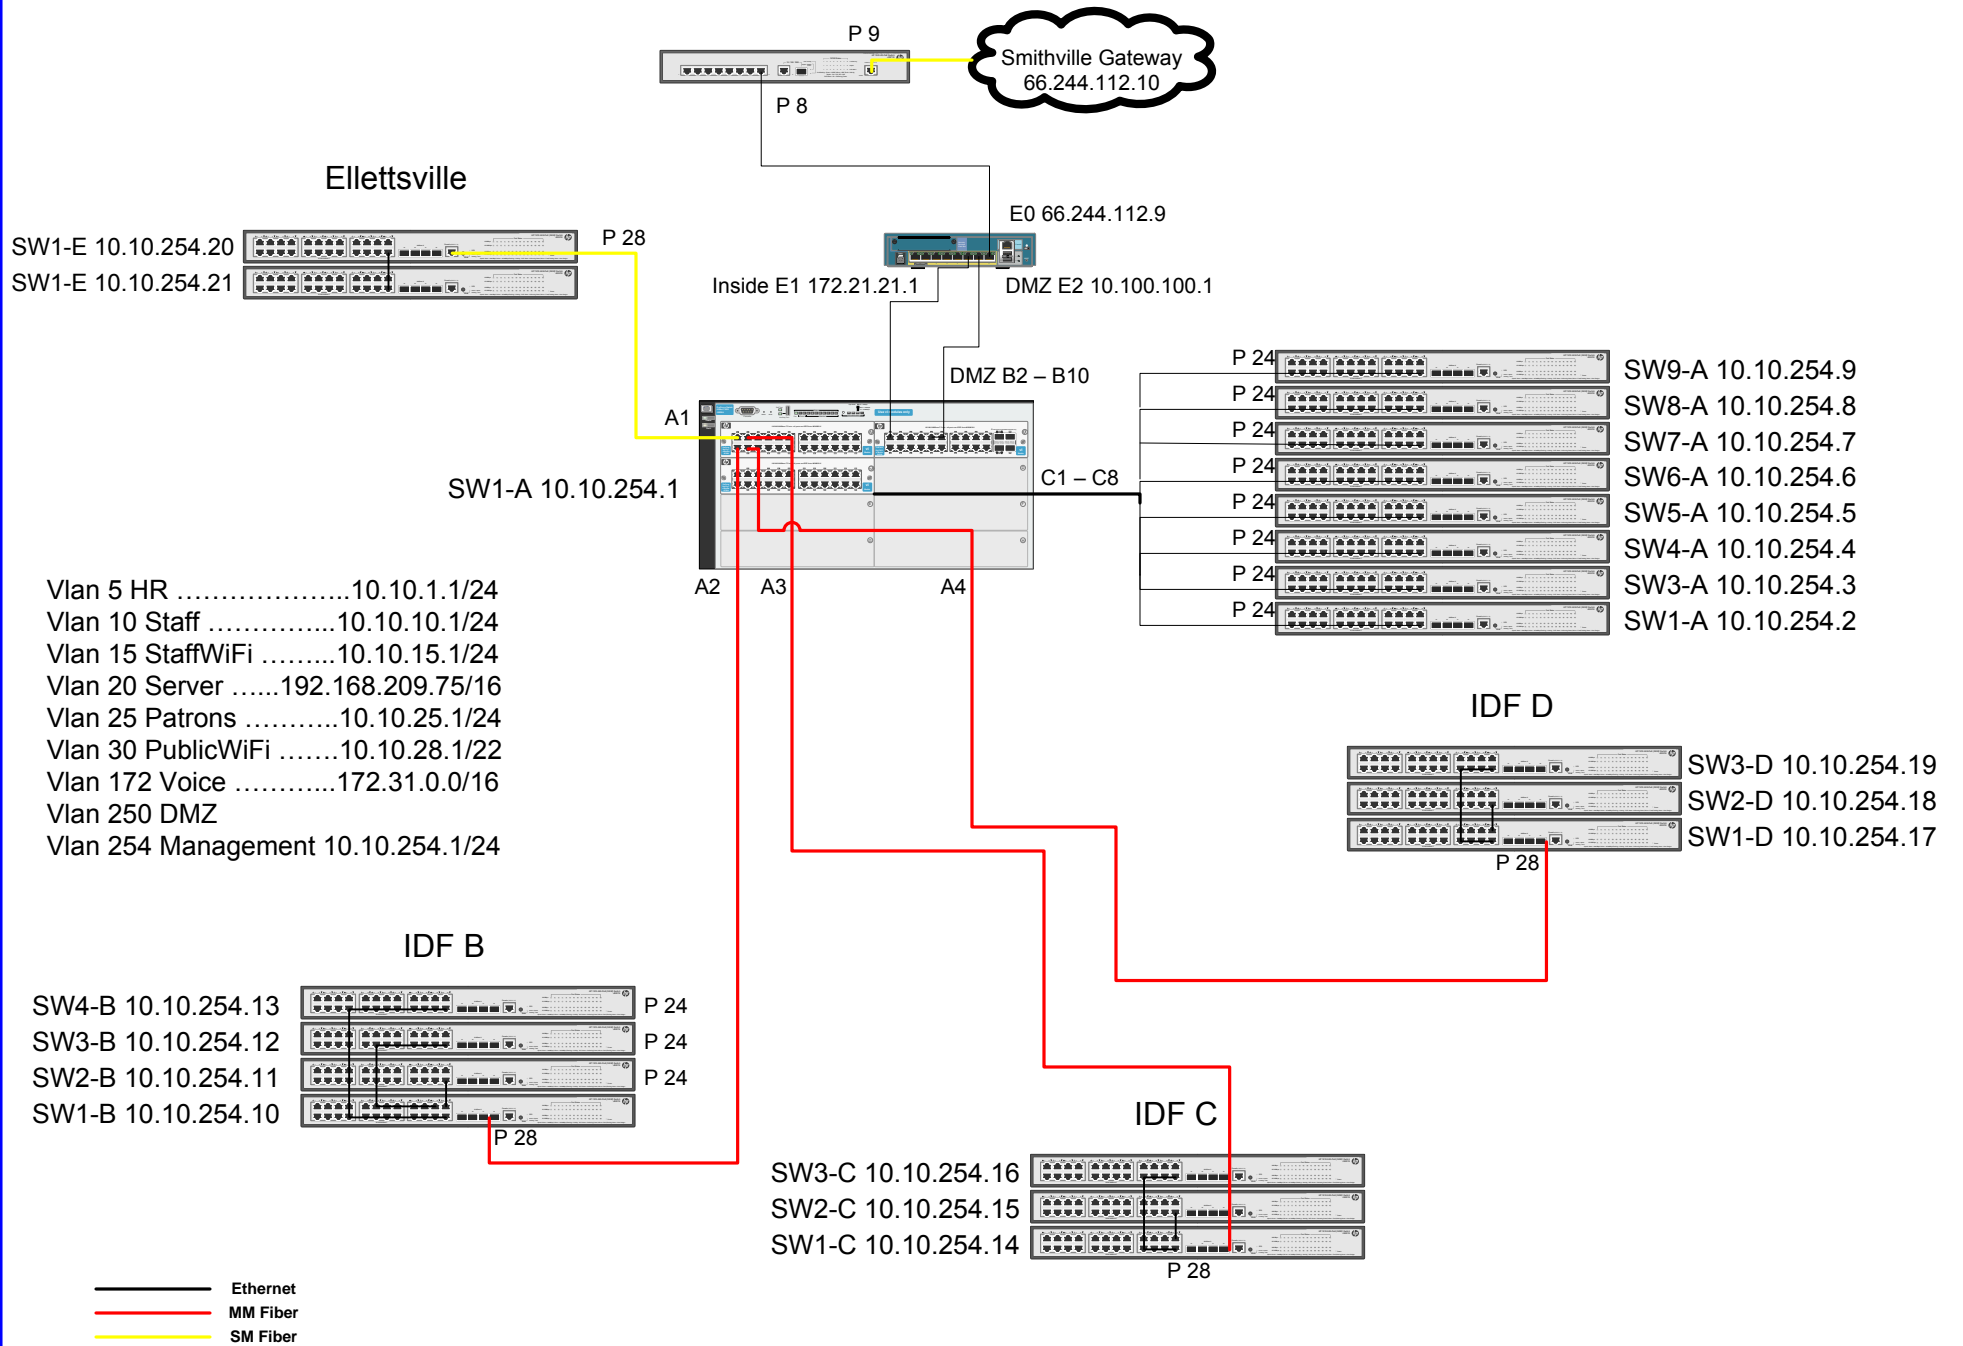 P 9
Smithville Gateway
66.244.112.10
P 8
Ellettsville
E0 66.244.112.9
SW1-E 10.10.254.20
P 28
SW1-E 10.10.254.21
Inside E1 172.21.21.1
DMZ E2 10.100.100.1
DMZ B2 – B10
A1
C1 – C8
SW1-A 10.10.254.1
A2
A3
A4
P 24
SW9-A 10.10.254.9
P 24
SW8-A 10.10.254.8
P 24
SW7-A 10.10.254.7
P 24
SW6-A 10.10.254.6
P 24
SW5-A 10.10.254.5
P 24
SW4-A 10.10.254.4
P 24
SW3-A 10.10.254.3
P 24
SW1-A 10.10.254.2
Vlan 5 HR ………………..10.10.1.1/24
Vlan 10 Staff …………...10.10.10.1/24
Vlan 15 StaffWiFi ……...10.10.15.1/24
Vlan 20 Server …...192.168.209.75/16
Vlan 25 Patrons ………..10.10.25.1/24
Vlan 30 PublicWiFi …….10.10.28.1/22
Vlan 172 Voice ………...172.31.0.0/16
Vlan 250 DMZ
Vlan 254 Management 10.10.254.1/24
IDF D
SW3-D 10.10.254.19
SW2-D 10.10.254.18
SW1-D 10.10.254.17
P 28
IDF B
SW4-B 10.10.254.13
P 24
SW3-B 10.10.254.12
P 24
SW2-B 10.10.254.11
P 24
SW1-B 10.10.254.10
P 28
IDF C
SW3-C 10.10.254.16
SW2-C 10.10.254.15
SW1-C 10.10.254.14
P 28
Ethernet
MM Fiber
SM Fiber